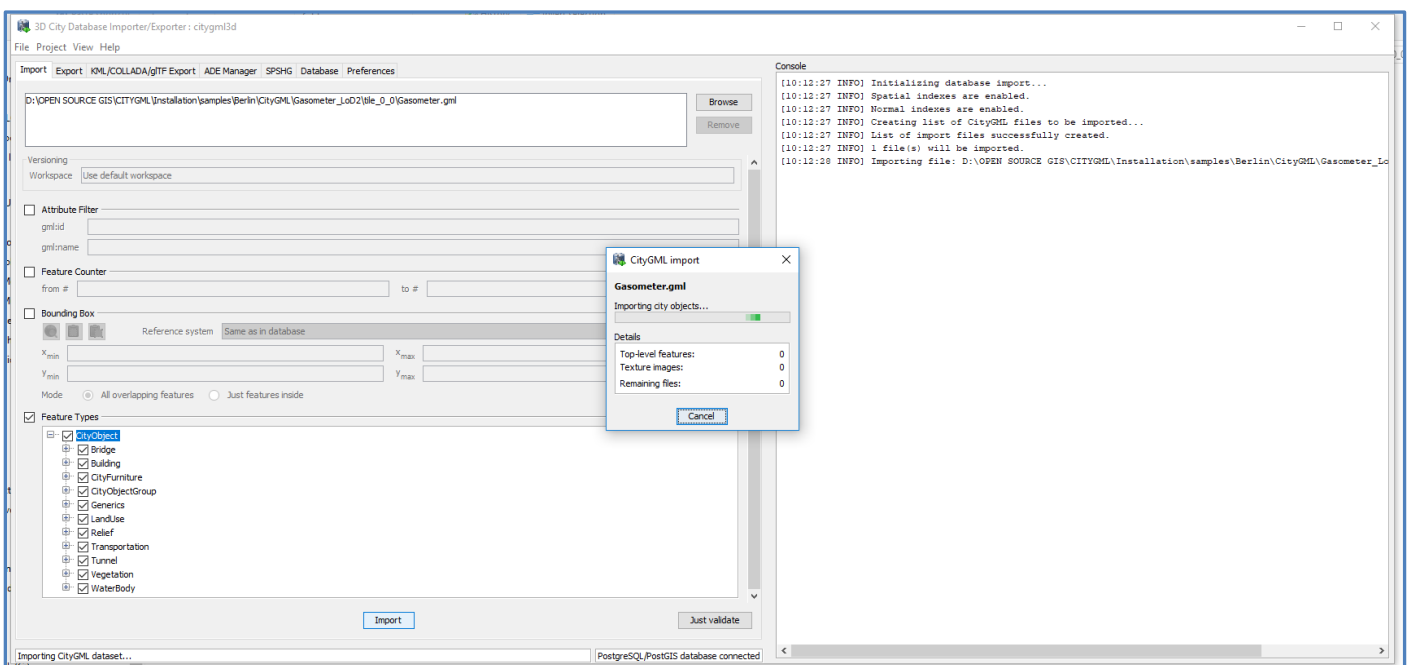 3D City Database Importer/Exporter : citygml3d
File Project View Help
Import Export KML/COLLADA/glTF Export ADE Manager SPSHG Database Preferences
D:\OPEN SOURCE GIS\CITYGML\Installation\samples\Berlin\CityGML\Gasometer_LoD2\tile_0_0\Gasometer.gml
Browse
Remove
Versioning
Workspace Use default workspace
Attribute Filter
gml:id
gml:name
Feature Counter
from # to #
Bounding Box
Reference system Same as in database
xmin xmax
ymin ymax
Mode All overlapping features Just features inside
Feature Types
CityObject
Bridge
Building
CityFurniture
CityObjectGroup
Generics
LandUse
Relief
Transportation
Tunnel
Vegetation
WaterBody
Import Just validate
Importing CityGML dataset... PostgreSQL/PostGIS database connected
CityGML import
Gasometer.gml
Importing city objects...
Details
Top-level features: 0
Texture images: 0
Remaining files: 0
Cancel
Console
[10:12:27 INFO] Initializing database import...
[10:12:27 INFO] Spatial indexes are enabled.
[10:12:27 INFO] Normal indexes are enabled.
[10:12:27 INFO] Creating list of CityGML files to be imported...
[10:12:27 INFO] List of import files successfully created.
[10:12:27 INFO] 1 file(s) will be imported.
[10:12:28 INFO] Importing file: D:\OPEN SOURCE GIS\CITYGML\Installation\samples\Berlin\CityGML\Gasometer_Lo